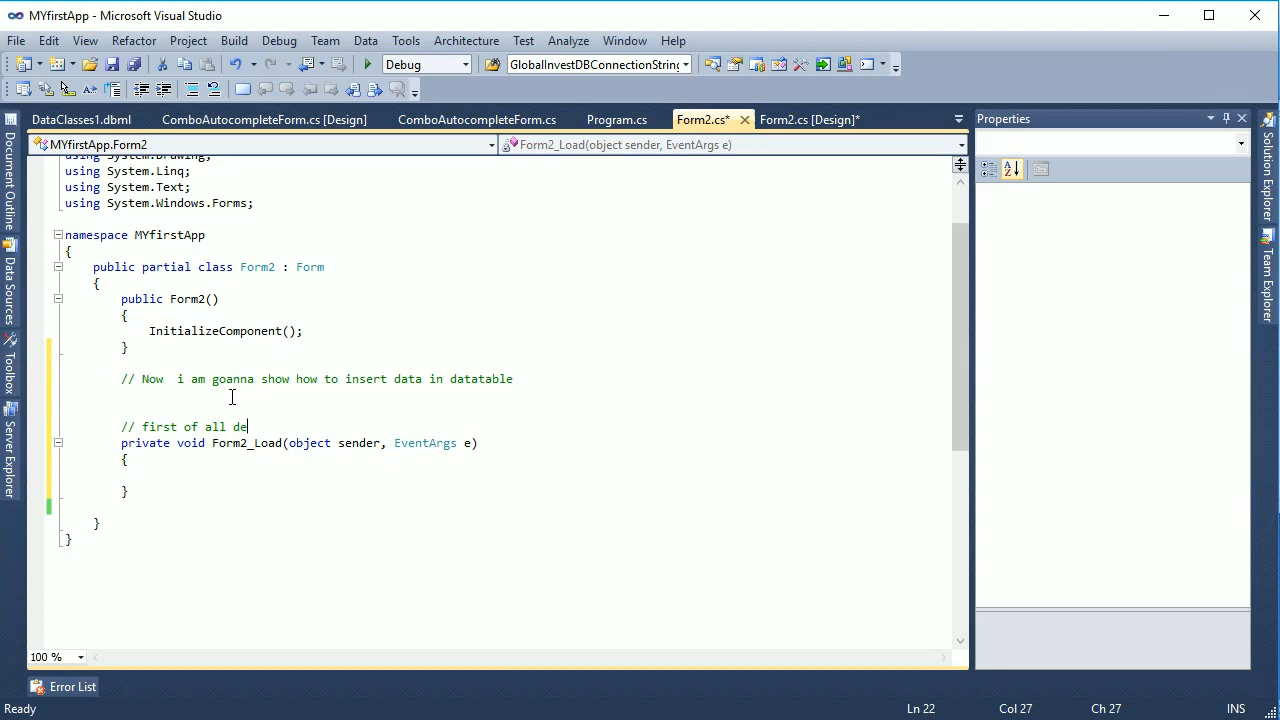 MYfirstApp - Microsoft Visual Studio
File Edit View Refactor Project Build Debug Team Data Tools Architecture Test Analyze Window Help
Debug GlobalInvestDBConnectionString
DataClasses1.dbml ComboAutocompleteForm.cs [Design] ComboAutocompleteForm.cs Program.cs Form2.cs* Form2.cs [Design]* Properties
MYfirstApp.Form2 Form2_Load(object sender, EventArgs e)
using System.Drawing;
using System.Linq;
using System.Text;
using System.Windows.Forms;
namespace MYfirstApp
{
public partial class Form2 : Form
{
public Form2()
{
InitializeComponent();
}
// Now  i am goanna show how to insert data in datatable
// first of all de
private void Form2_Load(object sender, EventArgs e)
{
}
}
}
100 %
Error List
Ready Ln 22 Col 27 Ch 27 INS
Document Outline
Data Sources
Toolbox
Server Explorer
Solution Explorer
Team Explorer